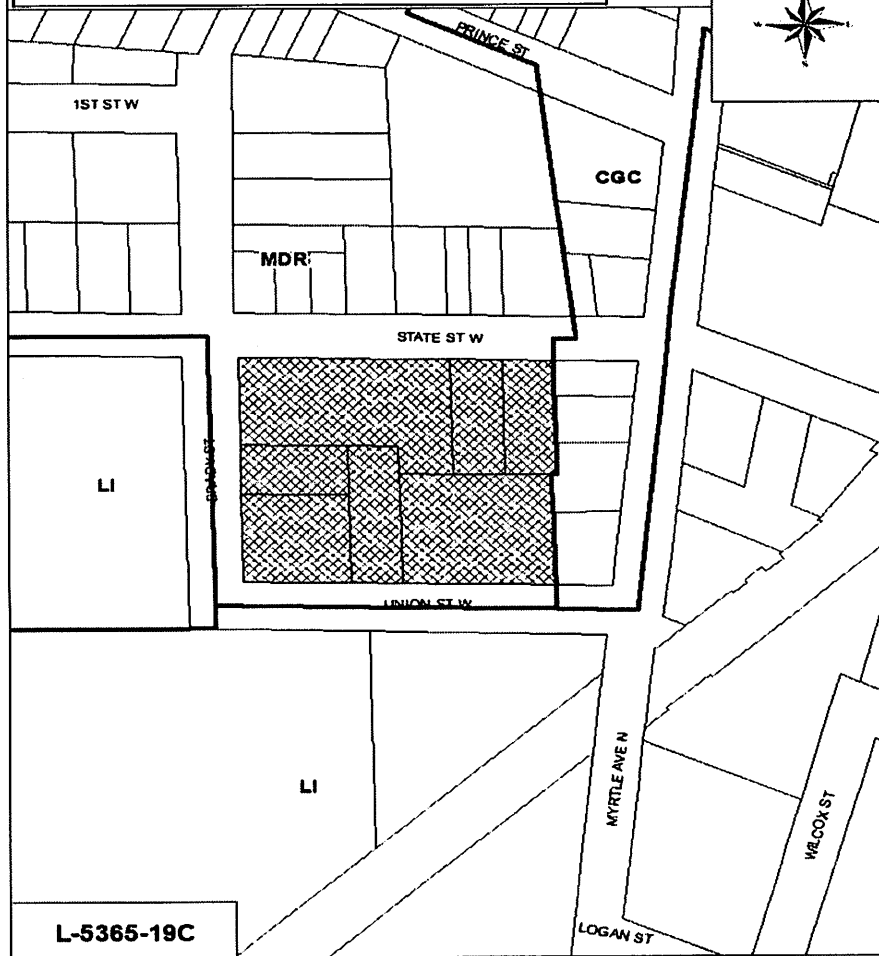 PRINCE ST
1ST ST W
CGC
MDR
STATE ST W
LI
BRADY ST
UNION ST W
LI
MYRTLE AVE N
WILCOX ST
L-5365-19C
LOGAN ST